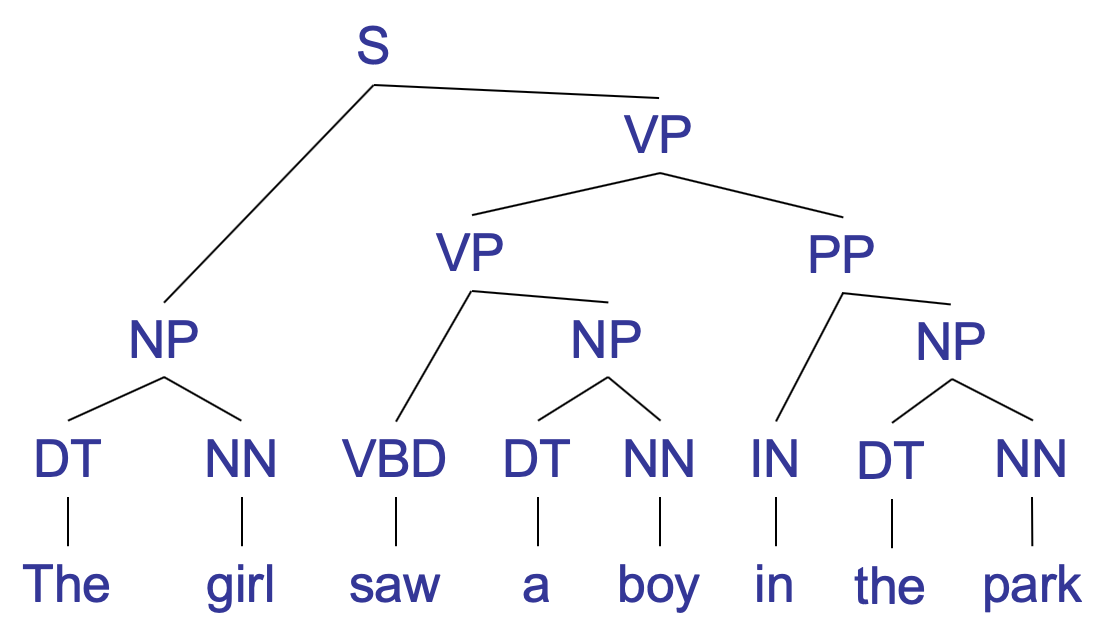 S
VP
VP PP
NP NP NP
DT NN VBD DT NN IN DT NN
The girl saw a boy in the park